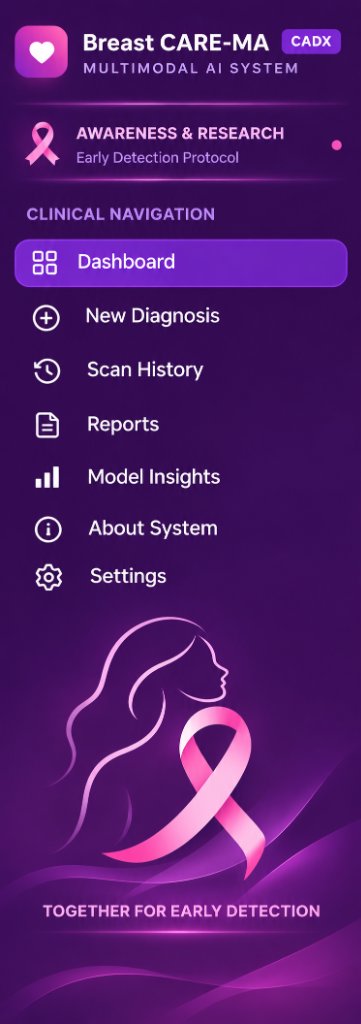 Breast CARE-MA CADX
MULTIMODAL AI SYSTEM
AWARENESS & RESEARCH
Early Detection Protocol
CLINICAL NAVIGATION
Dashboard
New Diagnosis
Scan History
Reports
Model Insights
About System
Settings
TOGETHER FOR EARLY DETECTION